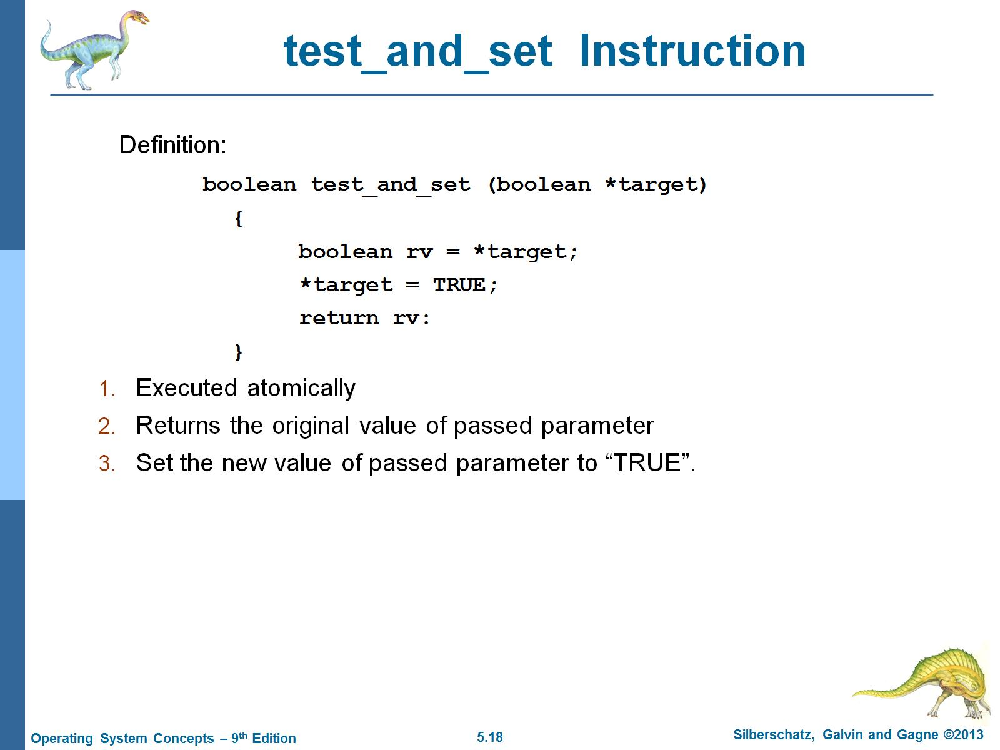 test_and_set Instruction
Definition:
boolean test_and_set (boolean *target)
{
boolean rv = *target;
*target = TRUE;
return rv:
}
1. Executed atomically
2. Returns the original value of passed parameter
3. Set the new value of passed parameter to “TRUE”.
Operating System Concepts – 9th Edition
5.18
Silberschatz, Galvin and Gagne ©2013